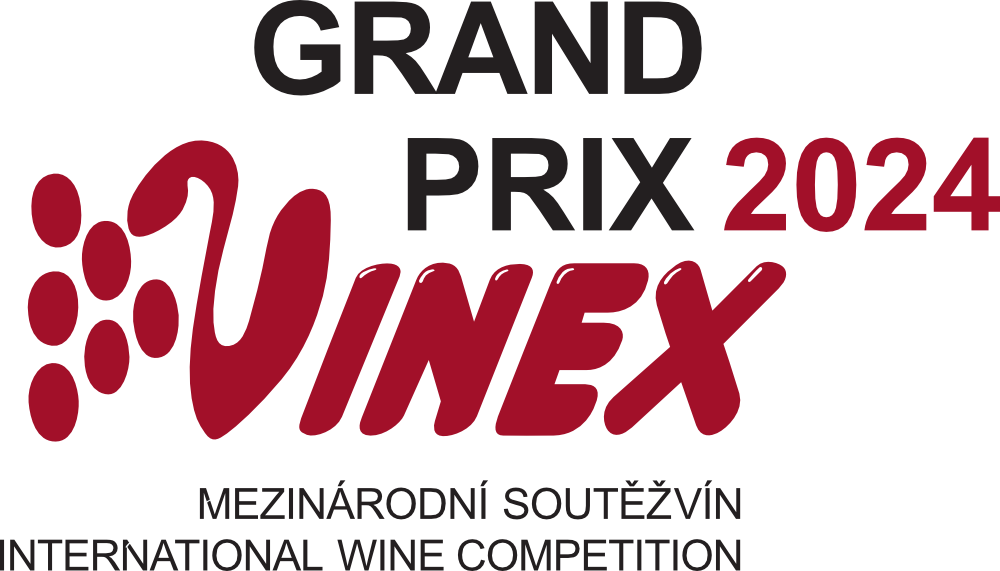 GRAND
PRIX 2024
VINEX
MEZINÁRODNÍ SOUTĚŽVÍN
INTERNATIONAL WINE COMPETITION